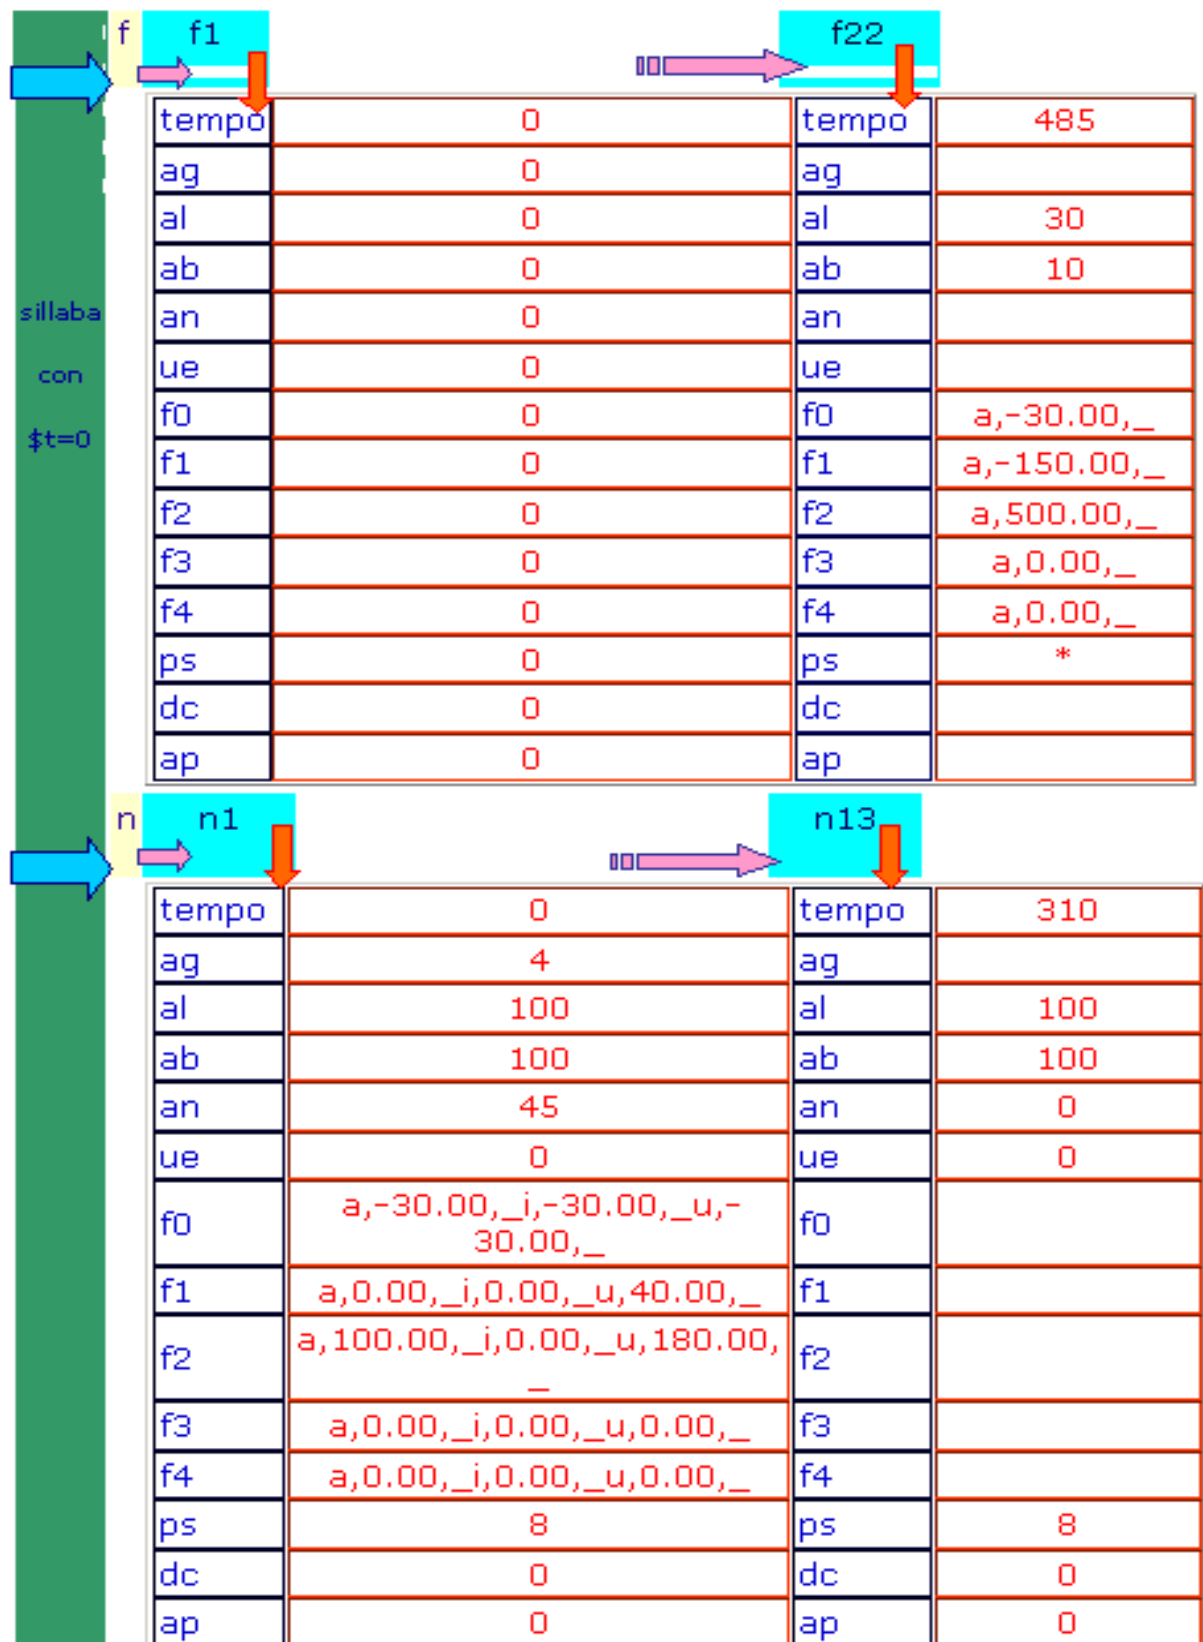 f f1 f22
tempo 0 tempo 485
ag 0 ag
al 0 al 30
ab 0 ab 10
sillaba
an 0 an
ue 0 ue
con
f0 0 f0 a,-30.00,_
$t=0
f1 0 f1 a,-150.00,_
f2 0 f2 a,500.00,_
f3 0 f3 a,0.00,_
f4 0 f4 a,0.00,_
ps 0 ps *
dc 0 dc
ap 0 ap
n n1 n13
tempo 0 tempo 310
ag 4 ag
al 100 al 100
ab 100 ab 100
an 45 an 0
ue 0 ue 0
f0 a,-30.00,_i,-30.00,_u,- f0
30.00,_
f1 a,0.00,_i,0.00,_u,40.00,_ f1
f2 a,100.00,_i,0.00,_u,180.00, f2
_
f3 a,0.00,_i,0.00,_u,0.00,_ f3
f4 a,0.00,_i,0.00,_u,0.00,_ f4
ps 8 ps 8
dc 0 dc 0
ap 0 ap 0